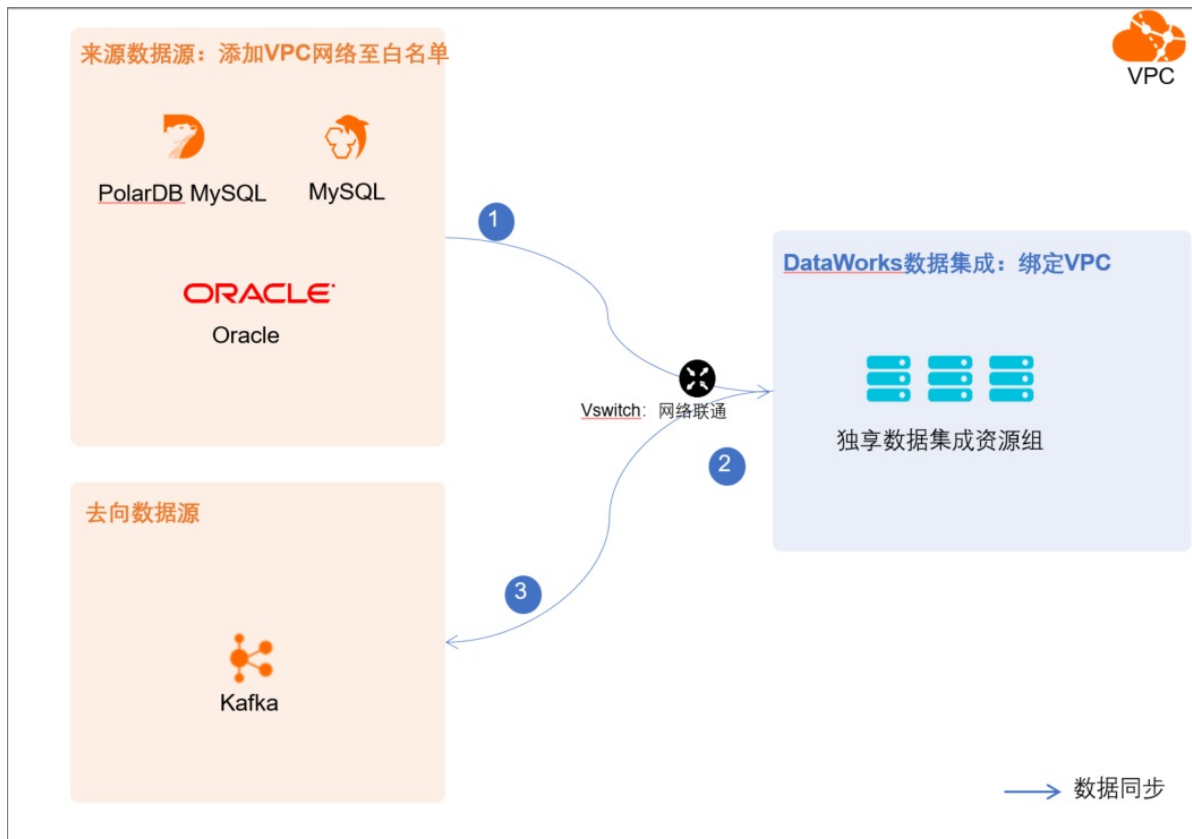 来源数据源：添加VPC网络至白名单
VPC
PolarDB MySQL
MySQL
1
ORACLE
Oracle
DataWorks数据集成：绑定VPC
Vswitch：网络联通
独享数据集成资源组
2
去向数据源
3
Kafka
数据同步